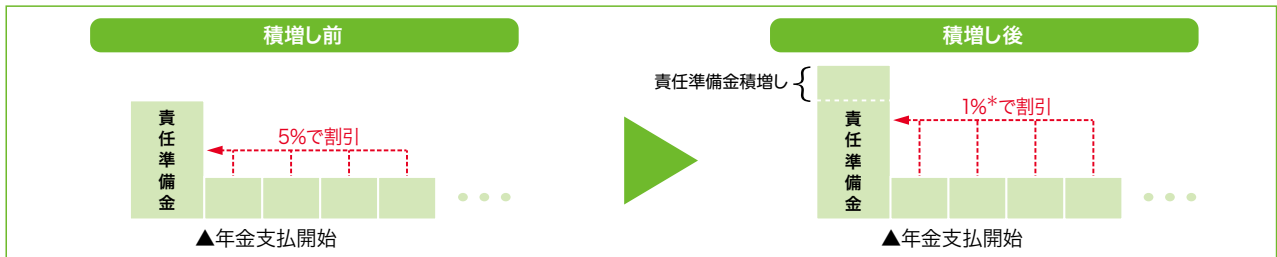 積増し前
責任準備金
5%で割引
▲年金支払開始
積増し後
責任準備金積増し
責任準備金
1%*で割引
▲年金支払開始